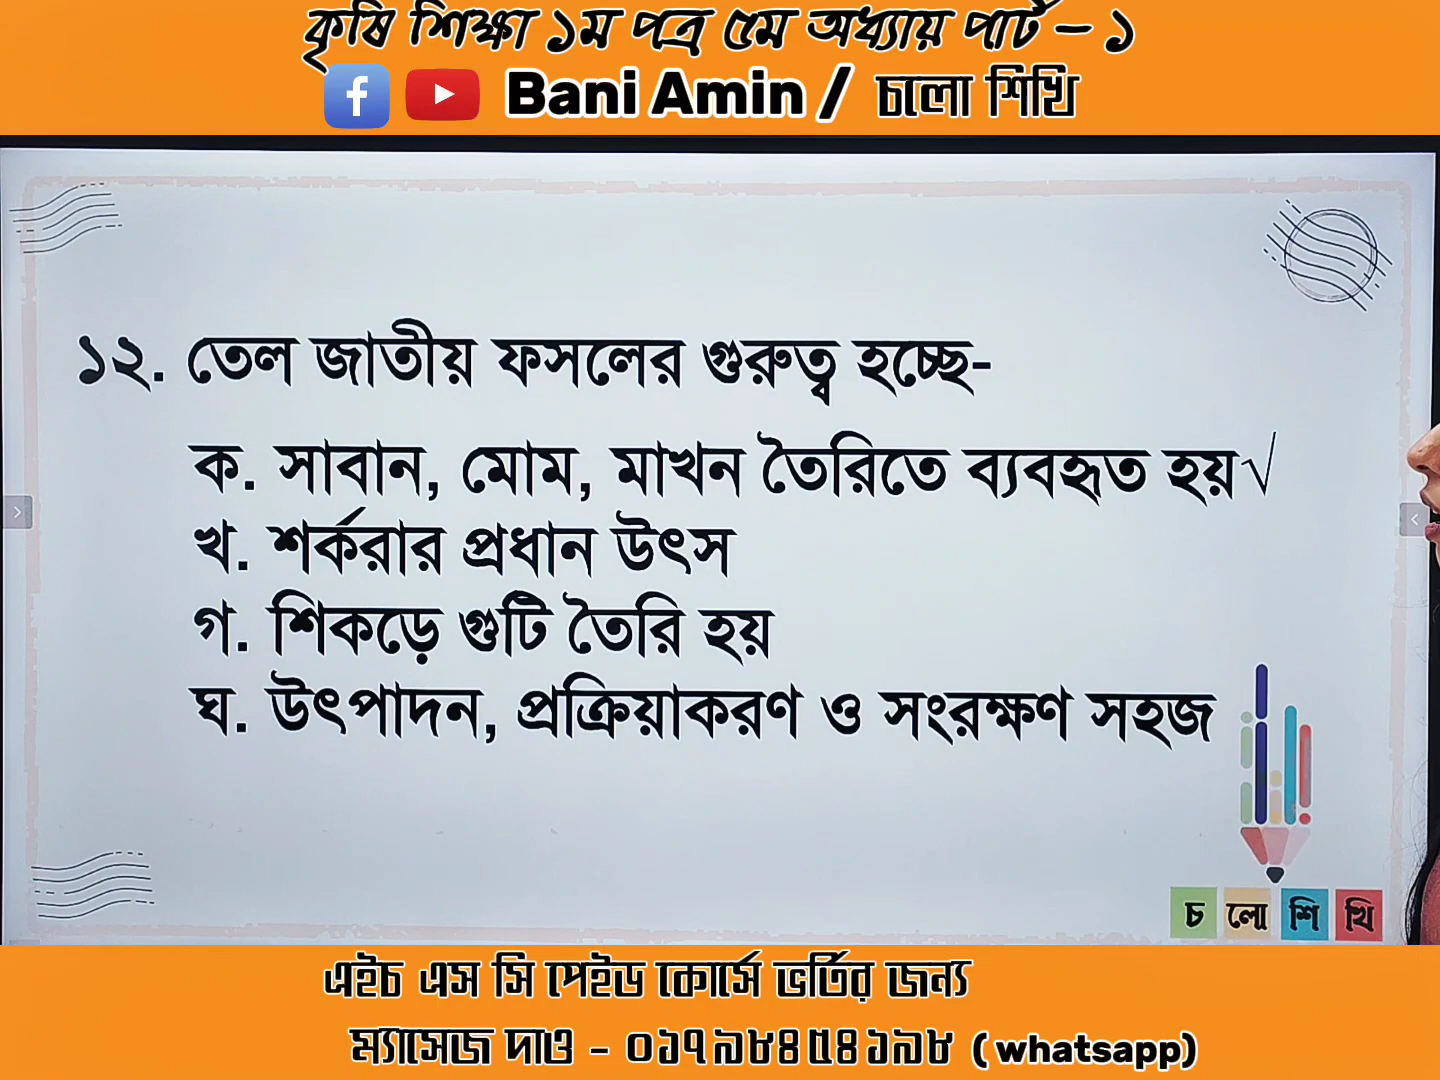 কৃষি শিক্ষা ১ম পত্র ৫ম অধ্যায় পার্ট – ১
Bani Amin / চলো শিখি
১২. তেল জাতীয় ফসলের গুরুত্ব হচ্ছে-
ক. সাবান, মোম, মাখন তৈরিতে ব্যবহৃত হয়√
খ. শর্করার প্রধান উৎস
গ. শিকড়ে গুটি তৈরি হয়
ঘ. উৎপাদন, প্রক্রিয়াকরণ ও সংরক্ষণ সহজ
চ লো শি খি
এইচ এস সি পেইড কোর্সে ভর্তির জন্য
ম্যাসেজ দাও - ০১৭৯৮৪৫৪১৯৮ ( whatsapp)